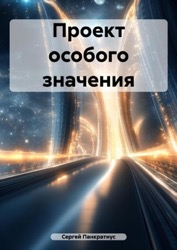 Проект
особого
значения
Сергей Панкратиус